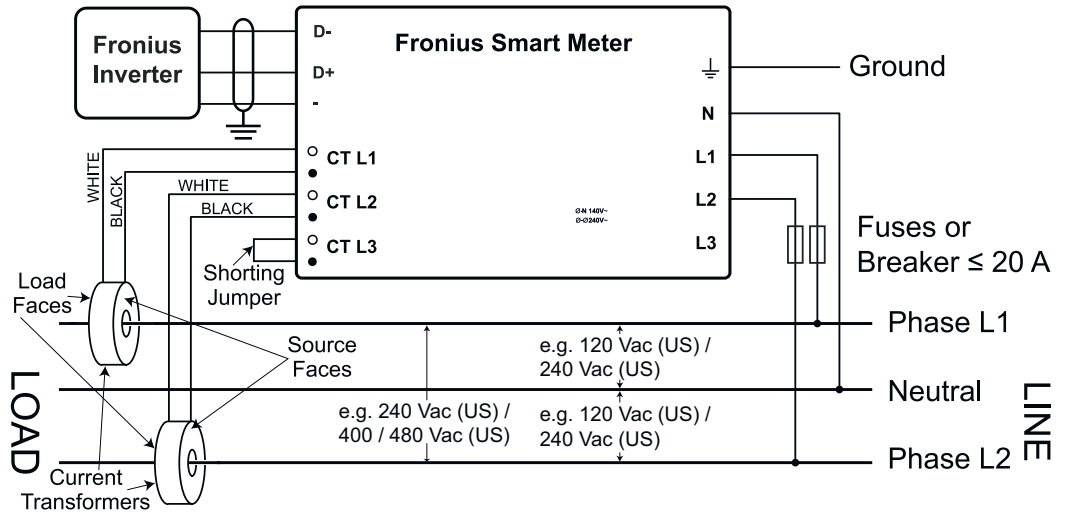 Fronius
Inverter
D-
D+
-
Fronius Smart Meter
Ground
N
L1
L2
L3
CT L1
CT L2
CT L3
WHITE
BLACK
WHITE
BLACK
Ø-N 140V~
Ø-Ø240V~
Shorting
Jumper
Fuses or
Breaker ≤ 20 A
Load
Faces
Source
Faces
Phase L1
e.g. 120 Vac (US) /
240 Vac (US)
Neutral
e.g. 240 Vac (US) /
400 / 480 Vac (US)
e.g. 120 Vac (US) /
240 Vac (US)
Phase L2
LOAD
LINE
Current
Transformers